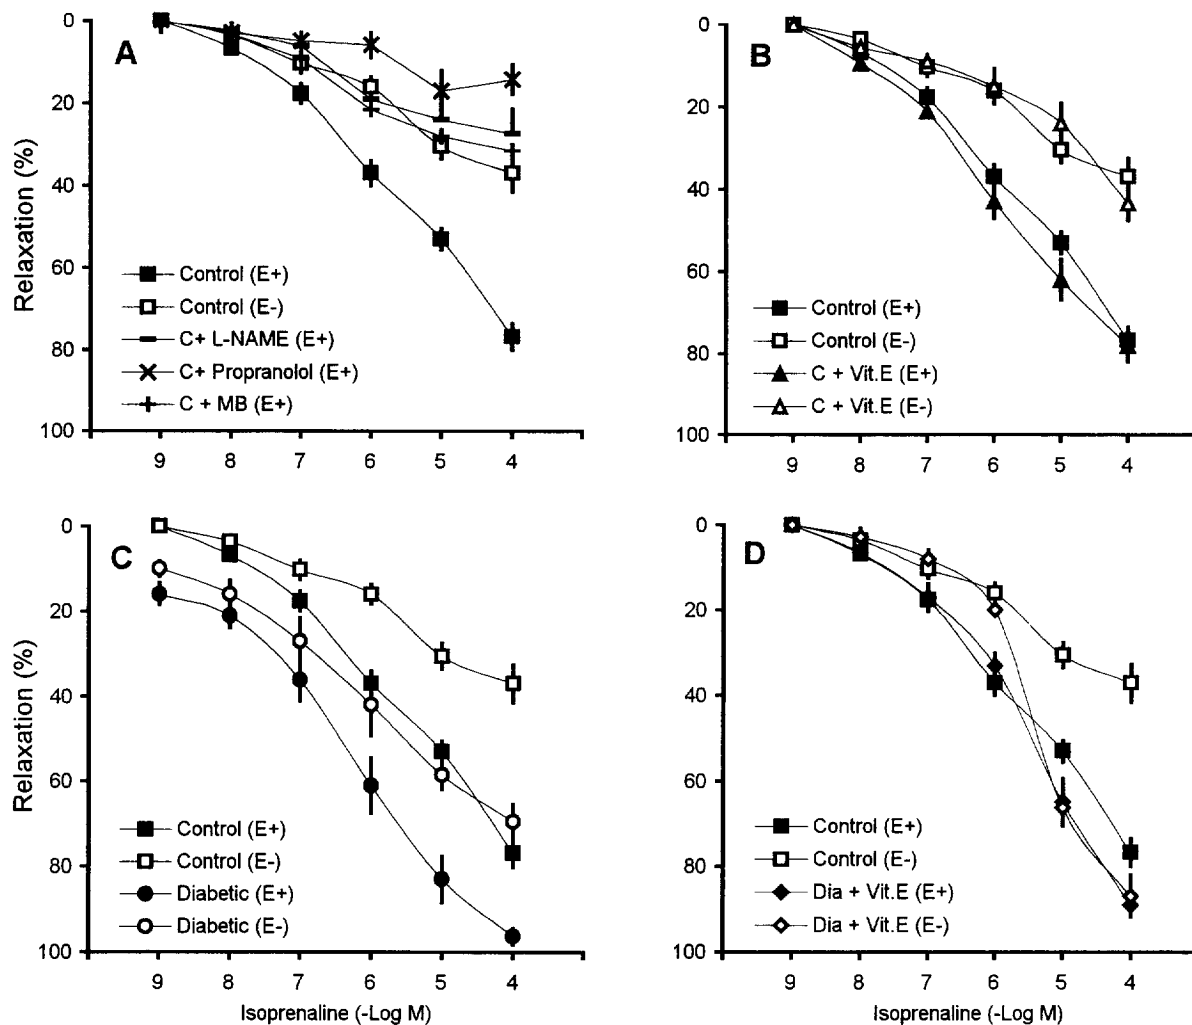 A
Relaxation (%)
0
20
40
60
80
100
Control (E+)
Control (E-)
C+ L-NAME (E+)
C+ Propranolol (E+)
C + MB (E+)
9 8 7 6 5 4
B
0
20
40
60
80
100
Control (E+)
Control (E-)
C + Vit.E (E+)
C + Vit.E (E-)
9 8 7 6 5 4
C
Relaxation (%)
0
20
40
60
80
100
Control (E+)
Control (E-)
Diabetic (E+)
Diabetic (E-)
9 8 7 6 5 4
Isoprenaline (-Log M)
D
0
20
40
60
80
100
Control (E+)
Control (E-)
Dia + Vit.E (E+)
Dia + Vit.E (E-)
9 8 7 6 5 4
Isoprenaline (-Log M)